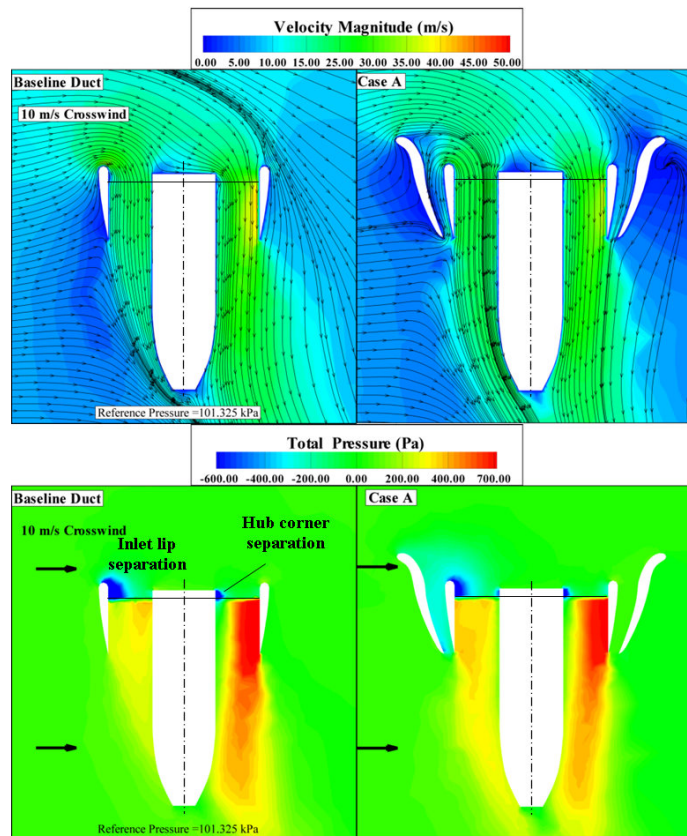 Velocity Magnitude (m/s)
0.00 5.00 10.00 15.00 20.00 25.00 30.00 35.00 40.00 50.00
Baseline Duct
10 m/s Crosswind
Reference Pressure =101.325 kPa
Case A
Total Pressure (Pa)
-600.00 -400.00 -200.00 0.00 200.00 400.00 700.00
Baseline Duct
10 m/s Crosswind
Inlet lip
separation
Hub corner
separation
Reference Pressure =101.325 kPa
Case A